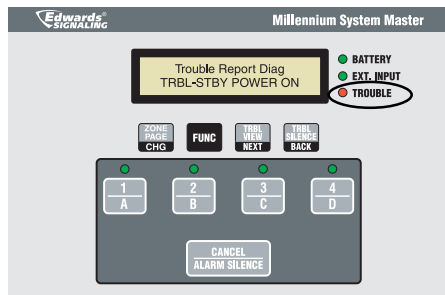 Edwards®
SIGNALING
Millennium System Master
Trouble Report Diag
TRBL-STBY POWER ON
BATTERY
EXT. INPUT
TROUBLE
ZONE
PAGE
CHG
FUNC
TRBL
VIEW
NEXT
TRBL
SILENCE
BACK
1
A
2
B
3
C
4
D
CANCEL
ALARM SILENCE